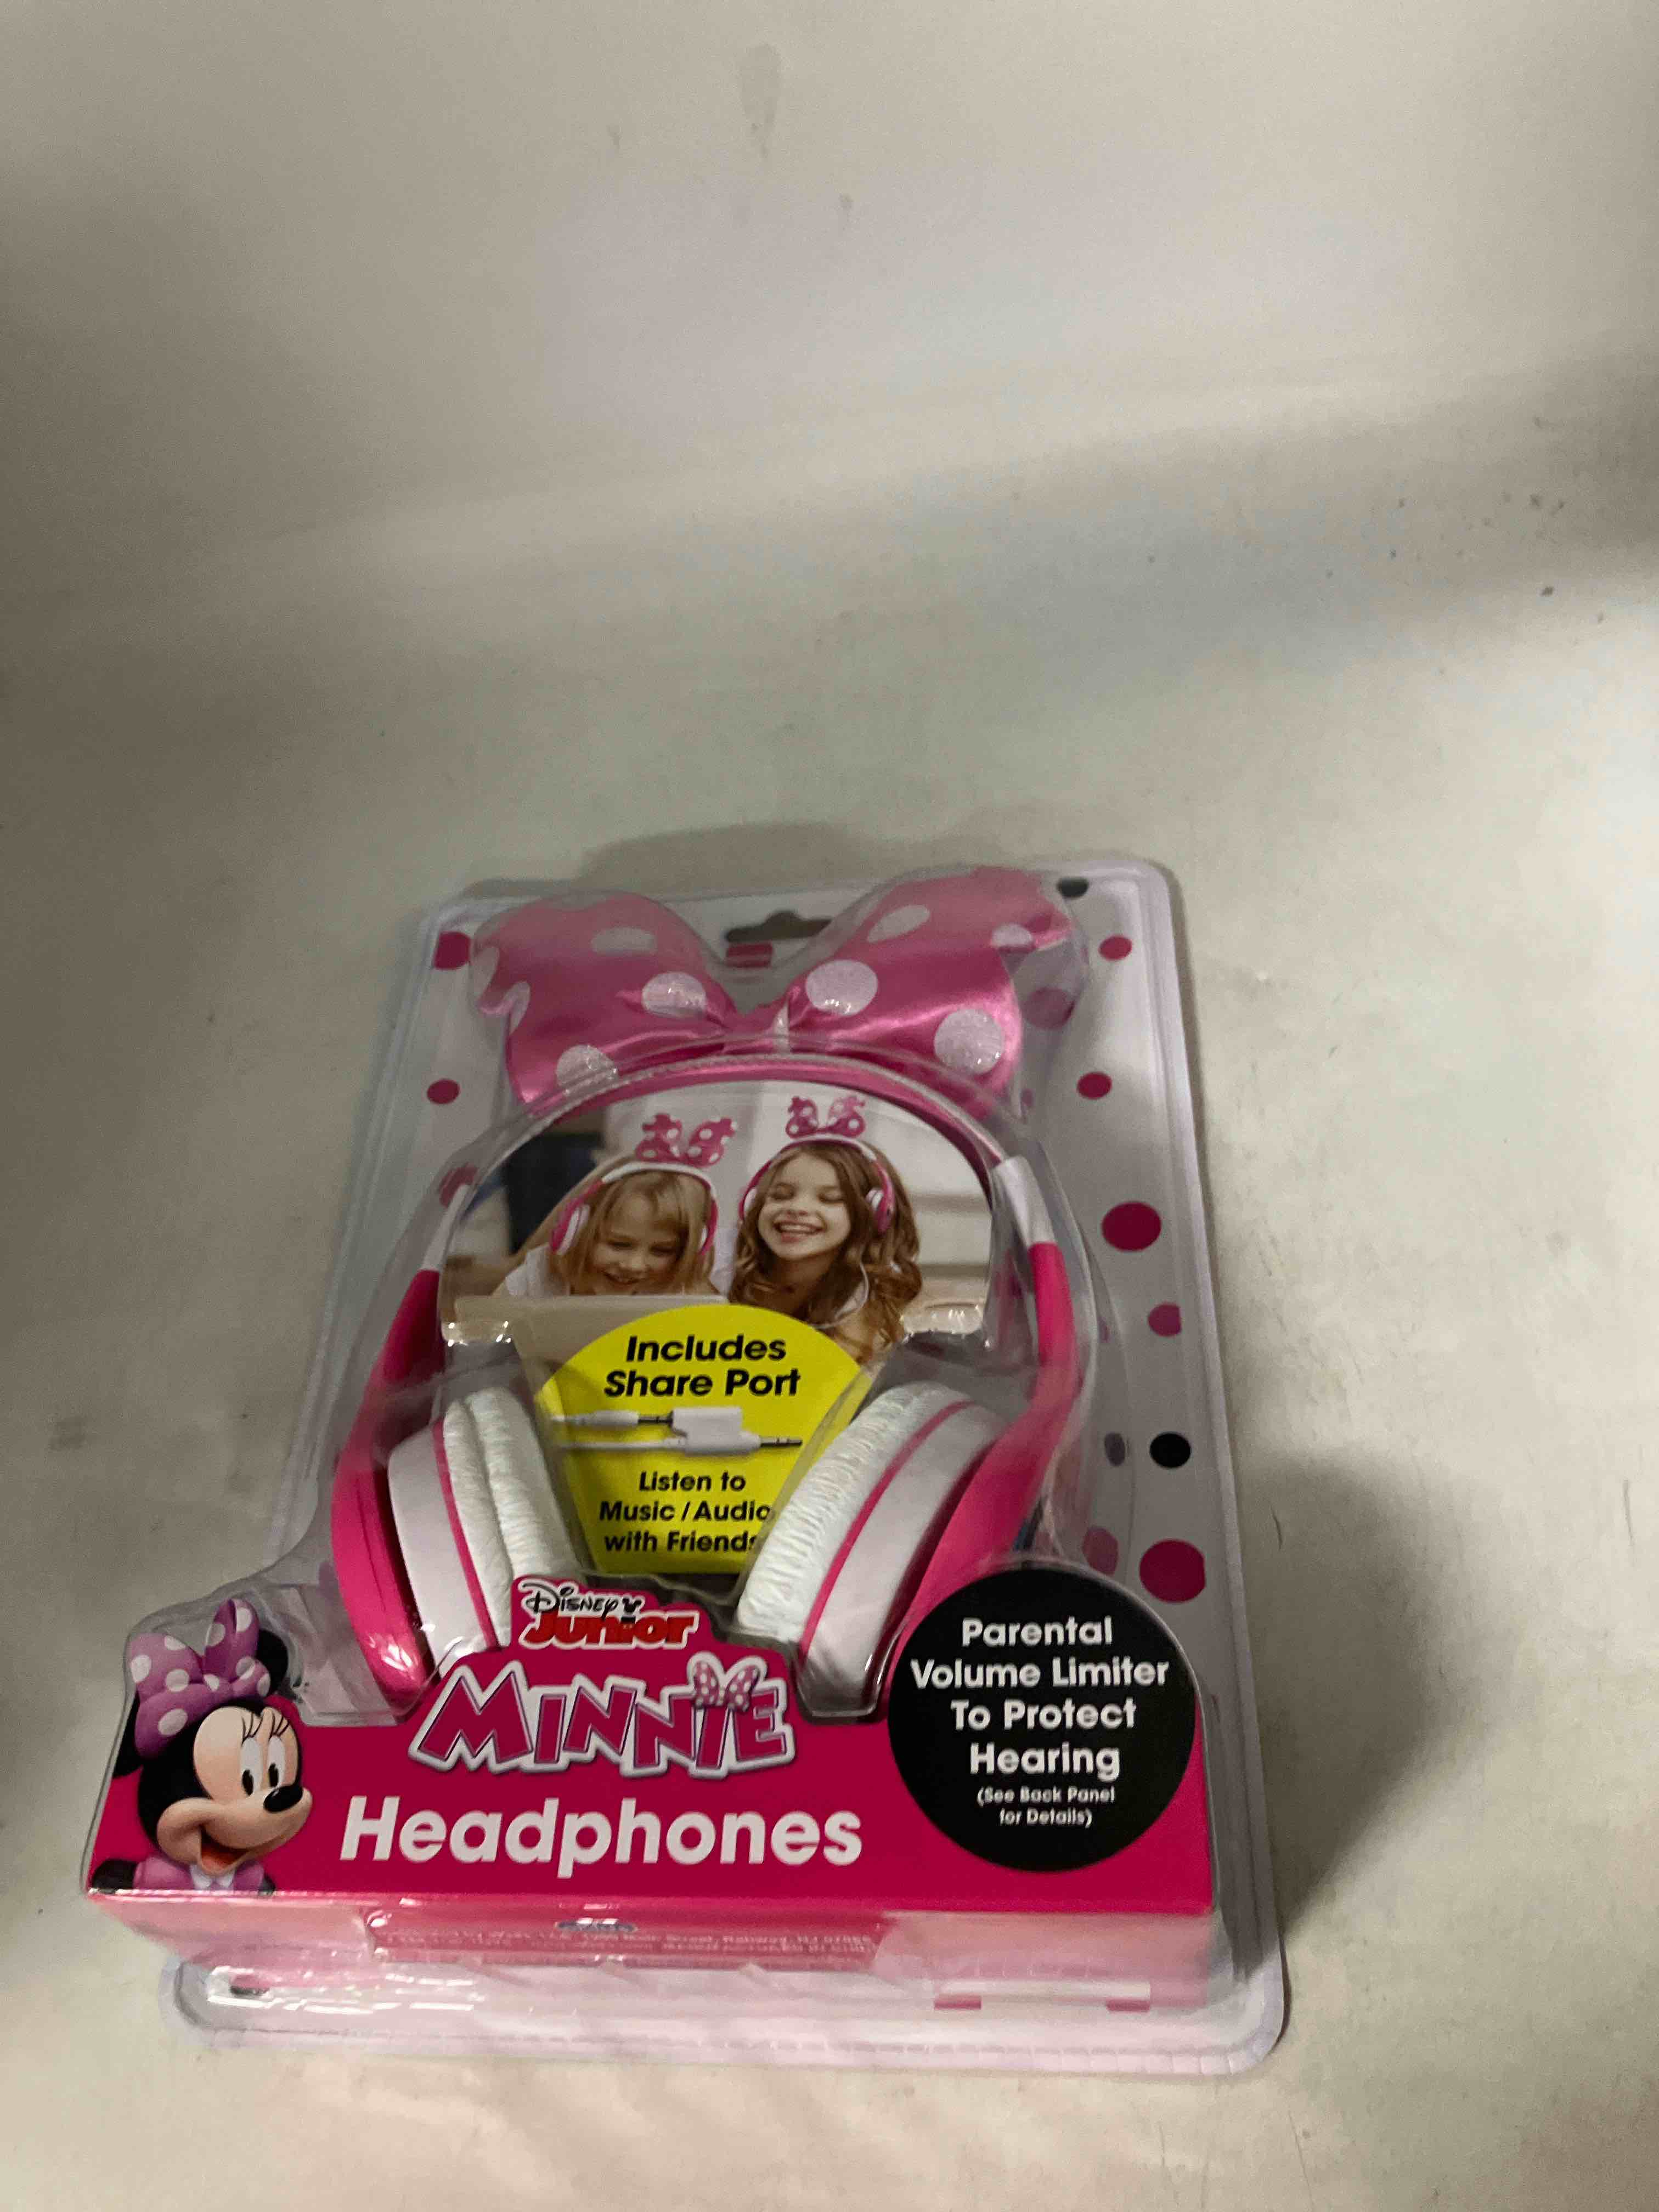 Includes
Share Port
Listen to
Music / Audio
with Friends
Disney
Junior
MINNIE
Headphones
Parental
Volume Limiter
To Protect
Hearing
(See Back Panel
for Details)